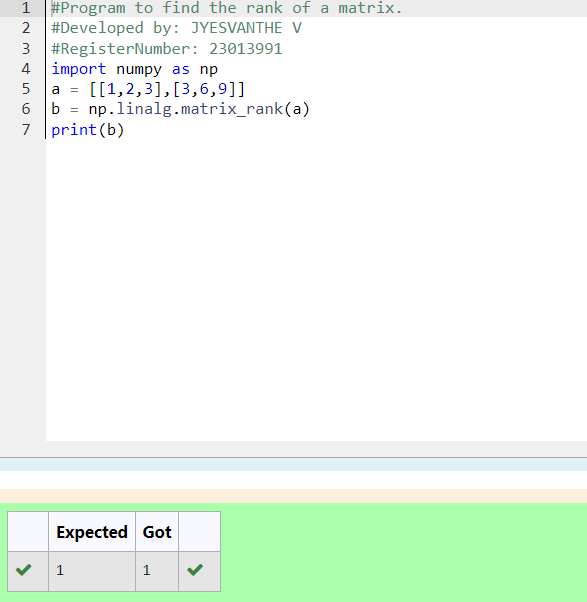 1 #Program to find the rank of a matrix.
2 #Developed by: JYESVANTHE V
3 #RegisterNumber: 23013991
4 import numpy as np
5 a = [[1,2,3],[3,6,9]]
6 b = np.linalg.matrix_rank(a)
7 print(b)
Expected Got
1 1